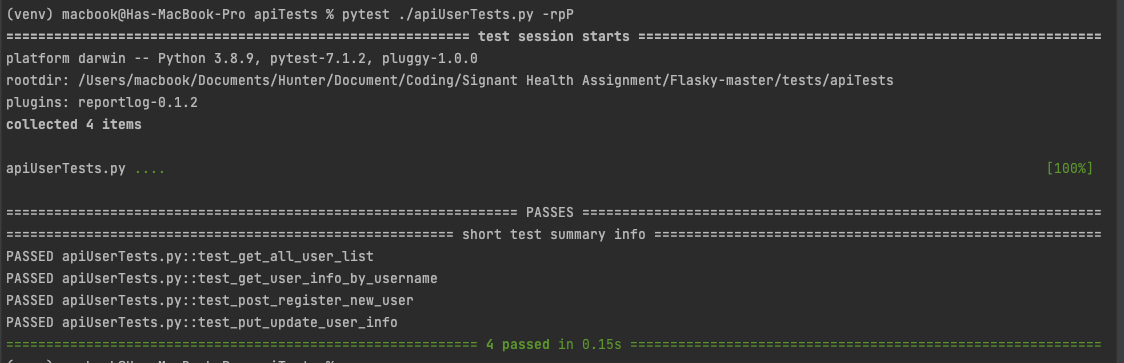 (venv) macbook@Has-MacBook-Pro apiTests % pytest ./apiUserTests.py -rpP
========================================================== test session starts ==========================================================
platform darwin -- Python 3.8.9, pytest-7.1.2, pluggy-1.0.0
rootdir: /Users/macbook/Documents/Hunter/Document/Coding/Signant Health Assignment/Flasky-master/tests/apiTests
plugins: reportlog-0.1.2
collected 4 items
apiUserTests.py .... [100%]
================================================================ PASSES =================================================================
======================================================== short test summary info ========================================================
PASSED apiUserTests.py::test_get_all_user_list
PASSED apiUserTests.py::test_get_user_info_by_username
PASSED apiUserTests.py::test_post_register_new_user
PASSED apiUserTests.py::test_put_update_user_info
=========================================================== 4 passed in 0.15s ===========================================================